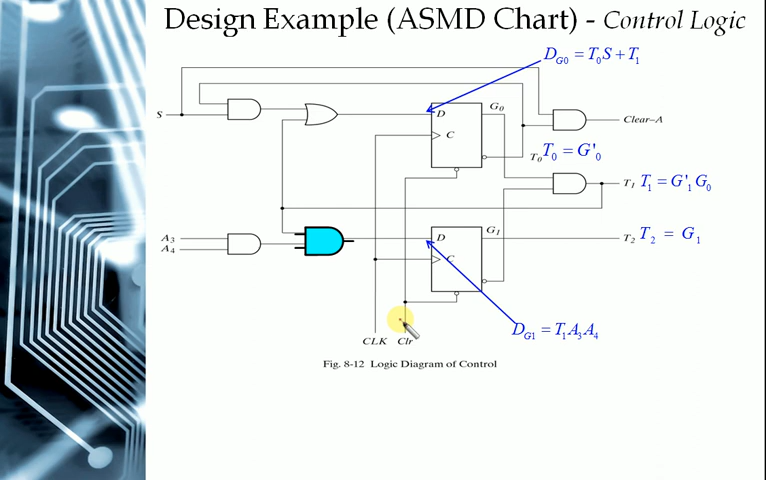 Design Example (ASMD Chart) - Control Logic
D_G0 = T_0S + T_1
S
D
G_0
C
Clear–A
T_0 T_0 = G'_0
T_1 T_1 = G'_1 G_0
A_3
A_4
D
G_1
C
T_2 T_2 = G_1
D_G1 = T_1A_3A_4
CLK Clr
Fig. 8-12 Logic Diagram of Control